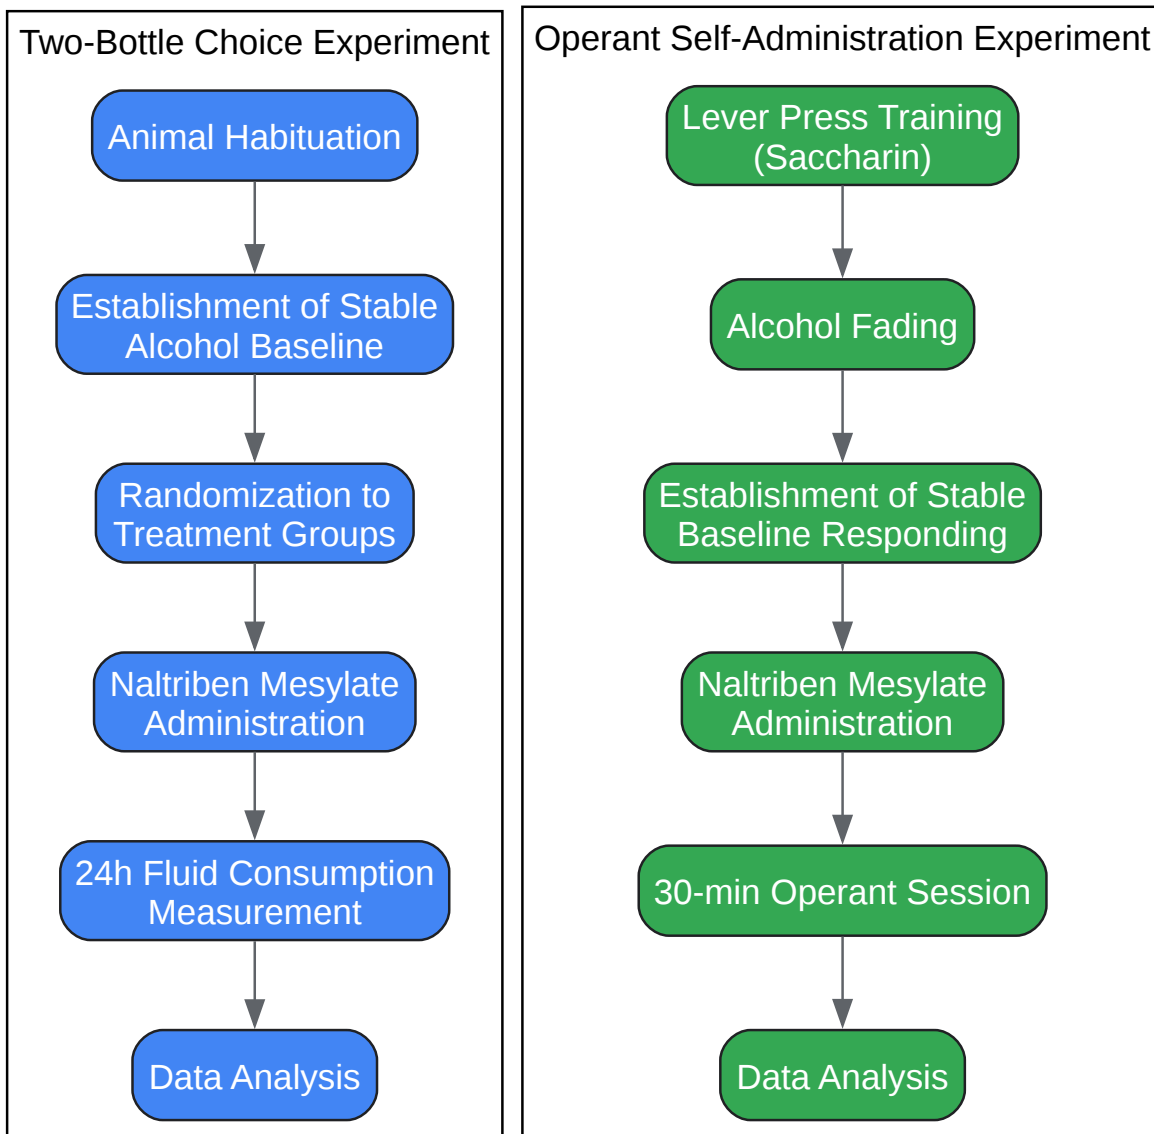 Two-Bottle Choice Experiment
Animal Habituation
Establishment of Stable
Alcohol Baseline
Randomization to
Treatment Groups
Naltriben Mesylate
Administration
24h Fluid Consumption
Measurement
Data Analysis
Operant Self-Administration Experiment
Lever Press Training
(Saccharin)
Alcohol Fading
Establishment of Stable
Baseline Responding
Naltriben Mesylate
Administration
30-min Operant Session
Data Analysis